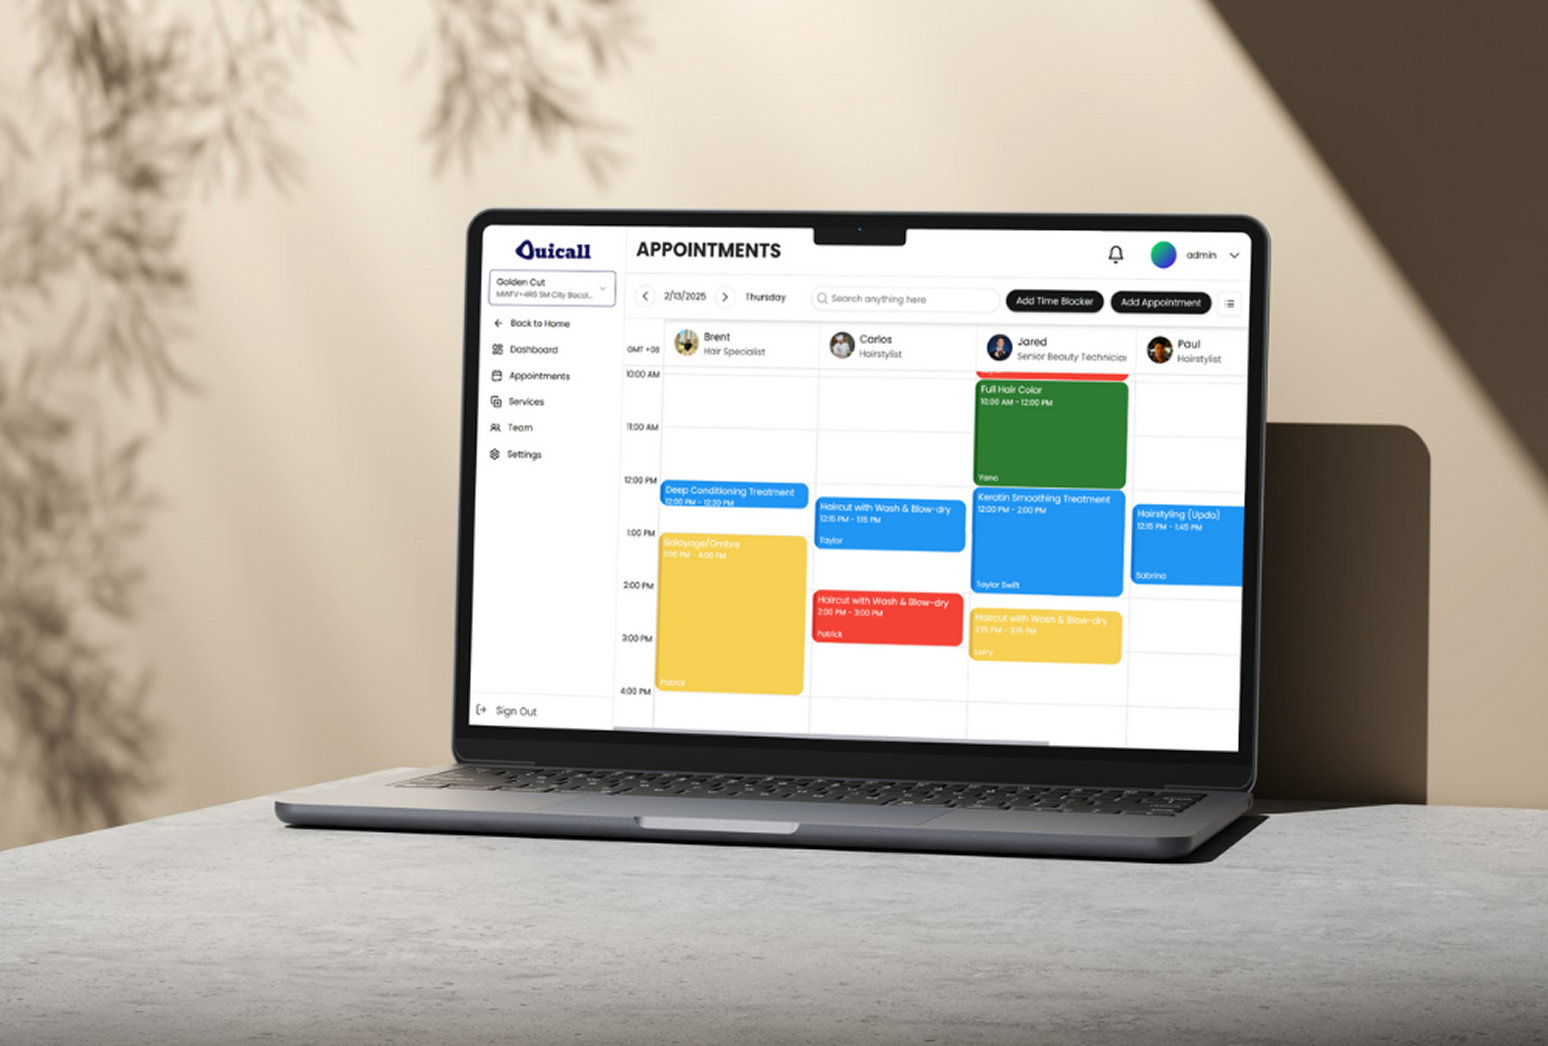 Quicall
APPOINTMENTS
admin
Golden Cut
2/13/2025
Thursday
Search anything here
Add Time Blocker
Add Appointment
Back to Home
Dashboard
Appointments
Services
Team
Settings
Sign Out
GMT +08
Brent
Hair Specialist
Carlos
Hairstylist
Jared
Senior Beauty Technician
Paul
Hairstylist
10:00 AM
11:00 AM
12:00 PM
1:00 PM
2:00 PM
3:00 PM
4:00 PM
Deep Conditioning Treatment
12:00 PM - 12:30 PM
Balayage/Ombre
1:00 PM - 4:00 PM
Patrick
Haircut with Wash & Blow-dry
12:15 PM - 1:15 PM
Taylor
Haircut with Wash & Blow-dry
2:00 PM - 3:00 PM
Patrick
Full Hair Color
10:00 AM - 12:00 PM
Keratin Smoothing Treatment
12:00 PM - 2:00 PM
Taylor Swift
Haircut with Wash & Blow-dry
2:15 PM - 3:15 PM
Larry
Hairstyling (Updo)
12:15 PM - 1:45 PM
Sabrina